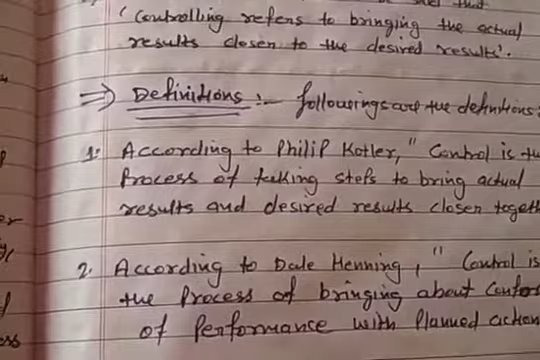 'Controlling refers to bringing the actual
results closer to the desired results'.
⇒ Definitions :- followings are the definitions:
1. According to Philip Kotler, " Control is the
Process of taking steps to bring actual
results and desired results closer togeth
2. According to Dale Henning, " Control is
the Process of bringing about Confor
of Performance with Planned action